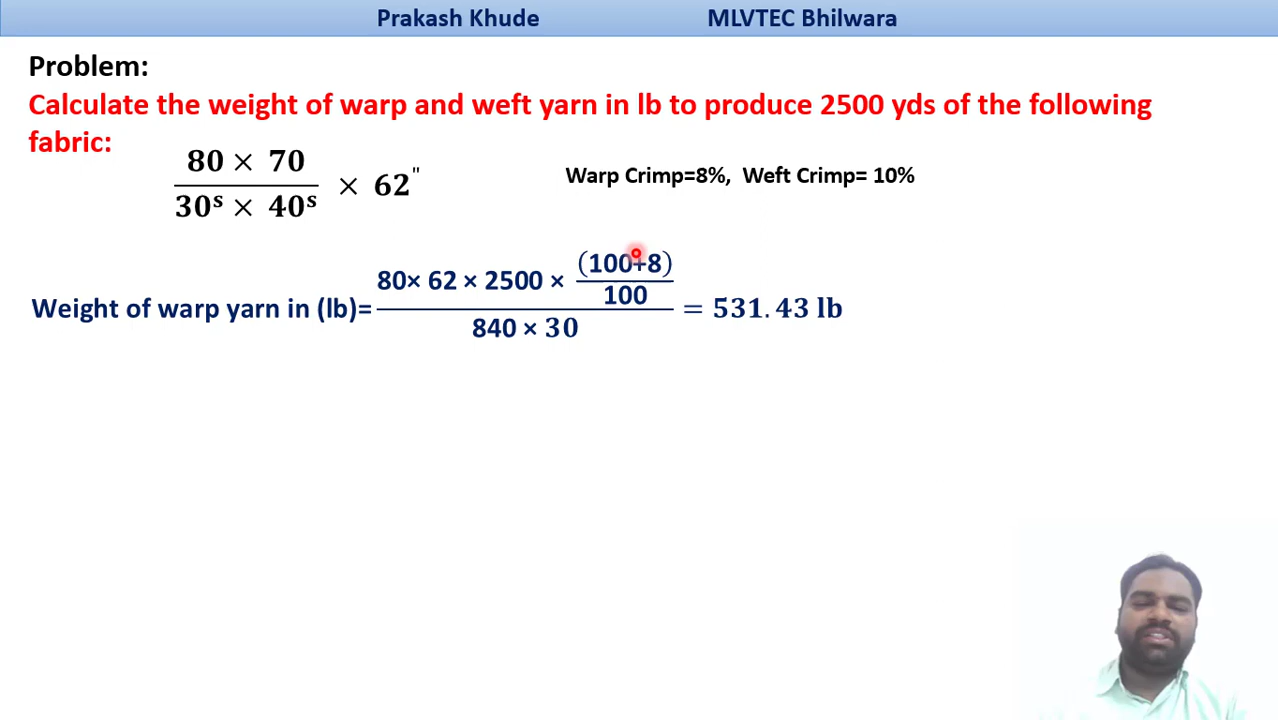 Prakash Khude MLVTEC Bhilwara
Problem:
Calculate the weight of warp and weft yarn in lb to produce 2500 yds of the following
fabric:
80 × 70
30ˢ × 40ˢ
× 62"
Warp Crimp=8%, Weft Crimp= 10%
Weight of warp yarn in (lb)=
80× 62 × 2500 ×
(100+8)
100
840 × 30
= 531.43 lb